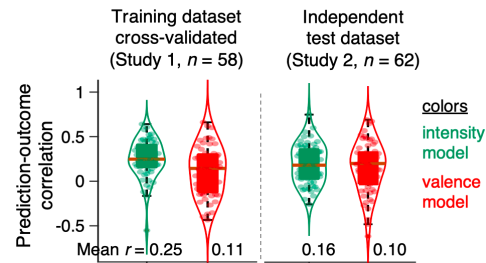 Training dataset
cross-validated
(Study 1, n = 58)
Independent
test dataset
(Study 2, n = 62)
Prediction-outcome
correlation
1
0.5
0
-0.5
Mean r = 0.25 0.11 0.16 0.10
colors
intensity
model
valence
model